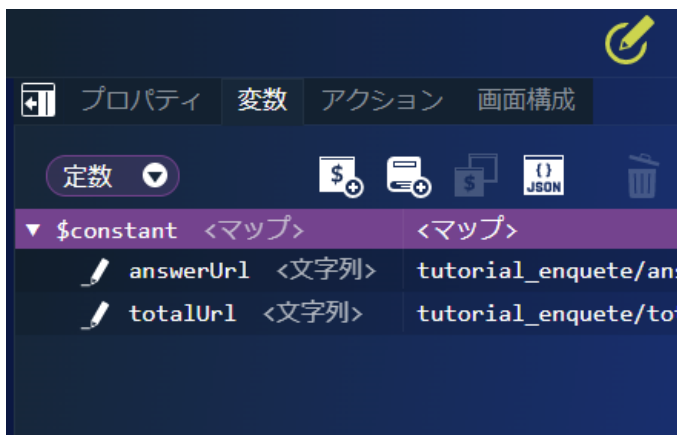 プロパティ 変数 アクション 画面構成
定数 $ $ {} JSON
$constant <マップ> <マップ>
answerUrl <文字列> tutorial_enquete/ans
totalUrl <文字列> tutorial_enquete/to